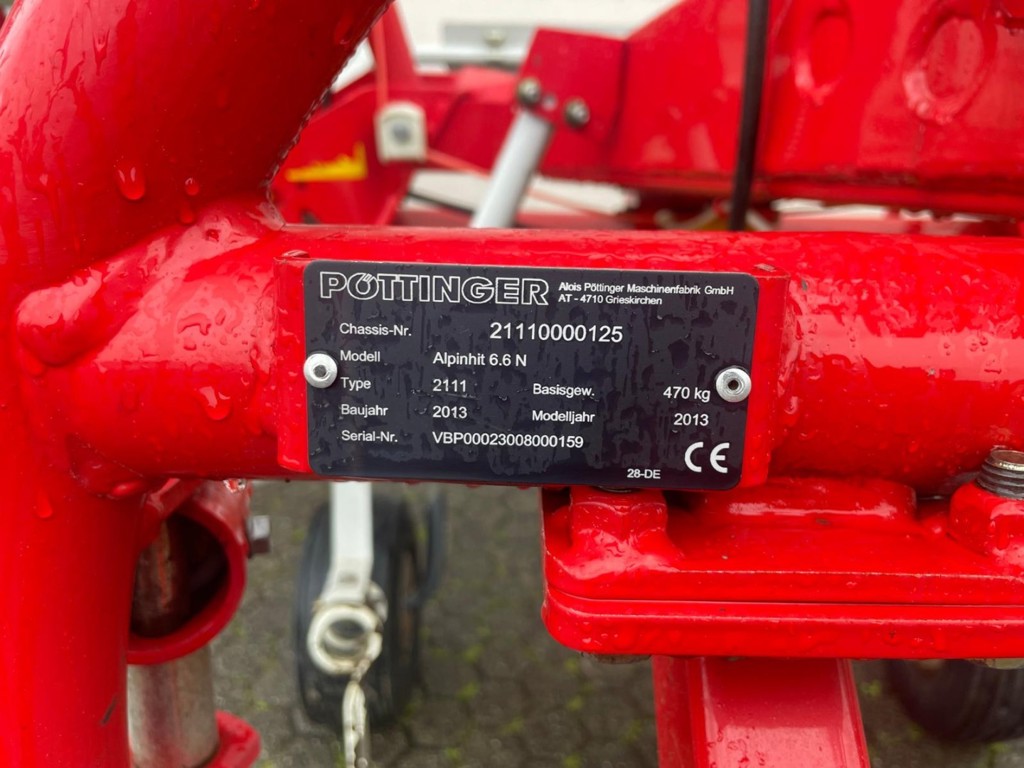 PÖTTINGER Alois Pöttinger Maschinenfabrik GmbH
AT - 4710 Grieskirchen
Chassis-Nr. 21110000125
Modell Alpinhit 6.6 N
Type 2111 Basisgew. 470 kg
Baujahr 2013 Modelljahr 2013
Serial-Nr. VBP00023008000159
CE
28-DE